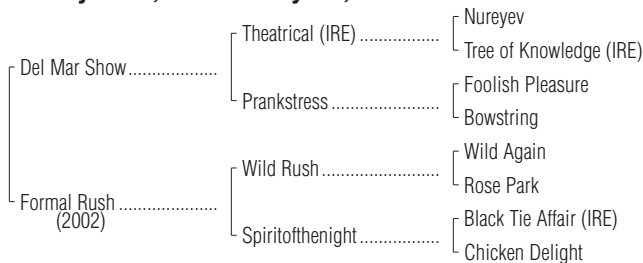 Nureyev
Theatrical (IRE)
Tree of Knowledge (IRE)
Del Mar Show
Foolish Pleasure
Prankstress
Bowstring
Wild Again
Wild Rush
Rose Park
Formal Rush
(2002)
Black Tie Affair (IRE)
Spiritofthenight
Chicken Delight